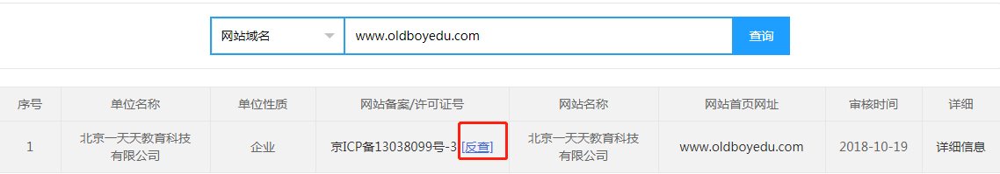 网站域名 www.oldboyedu.com 查询
序号 单位名称 单位性质 网站备案/许可证号 网站名称 网站首页网址 审核时间 详细
1 北京一天天教育科技有限公司 企业 京ICP备13038099号-3 [反查] 北京一天天教育科技有限公司 www.oldboyedu.com 2018-10-19 详细信息